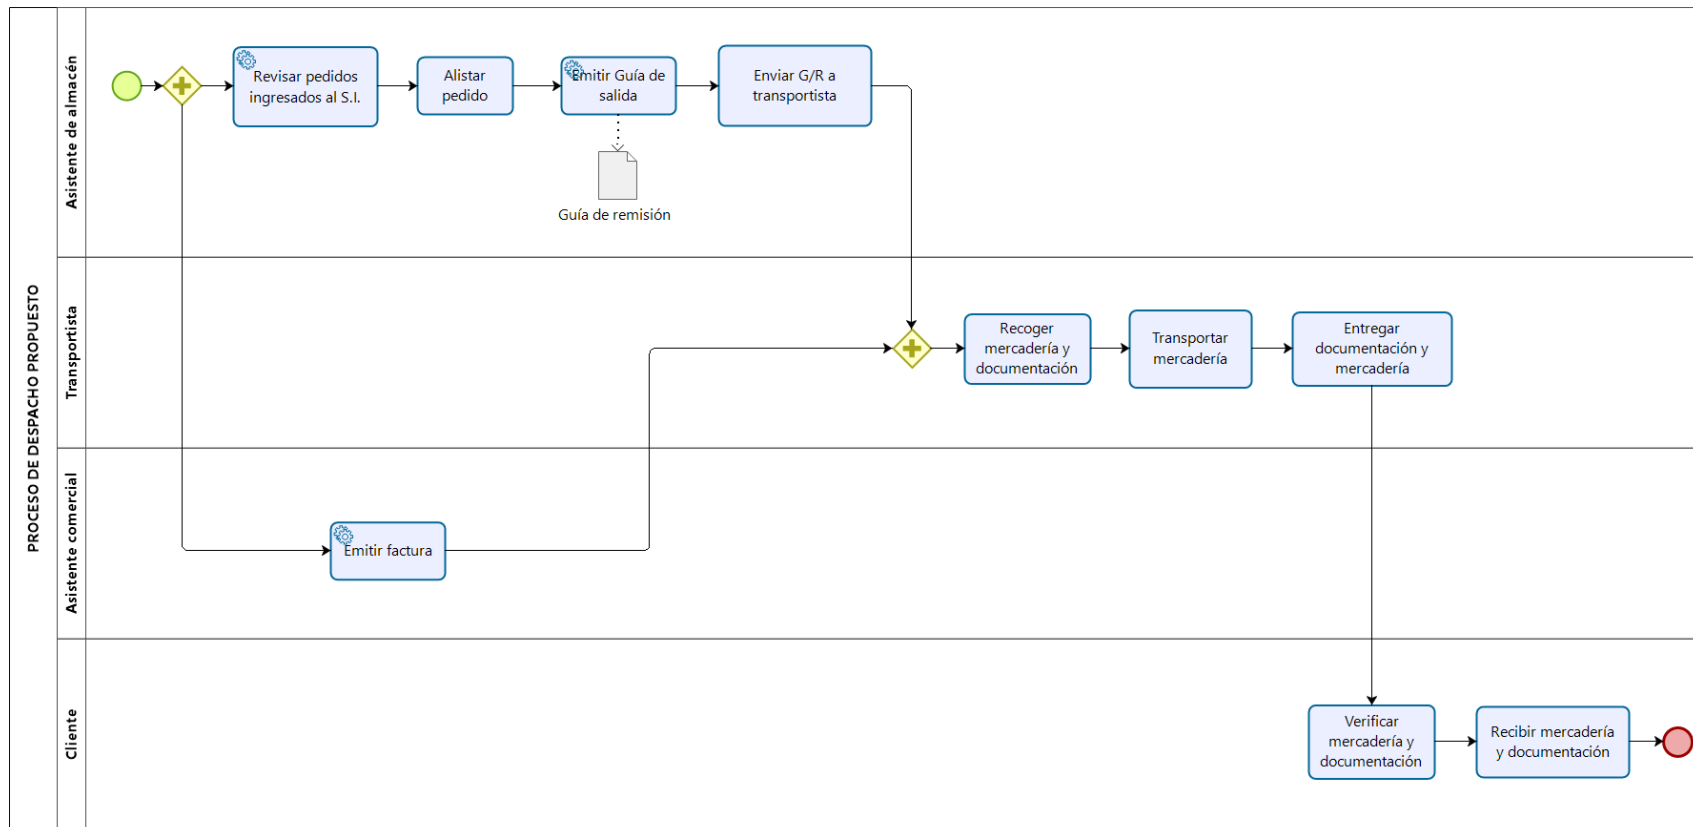 PROCESO DE DESPACHO PROPUESTO
Asistente de almacén
Revisar pedidos
ingresados al S.I.
Alistar
pedido
Emitir Guía de
salida
Enviar G/R a
transportista
Guía de remisión
Transportista
Recoger
mercadería y
documentación
Transportar
mercadería
Entregar
documentación y
mercadería
Asistente comercial
Emitir factura
Cliente
Verificar
mercadería y
documentación
Recibir mercadería
y documentación